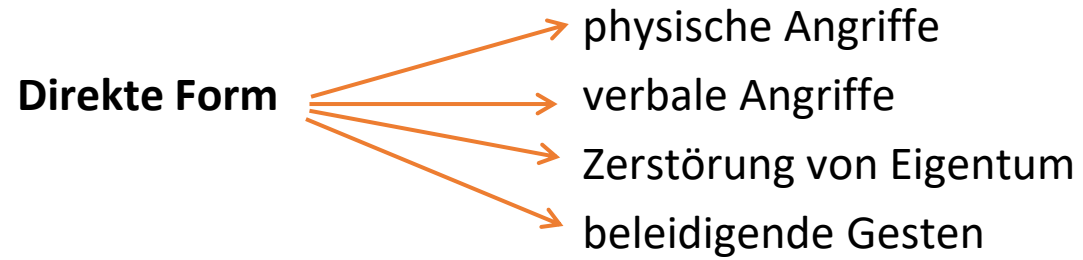 physische Angriffe
Direkte Form
verbale Angriffe
Zerstörung von Eigentum
beleidigende Gesten